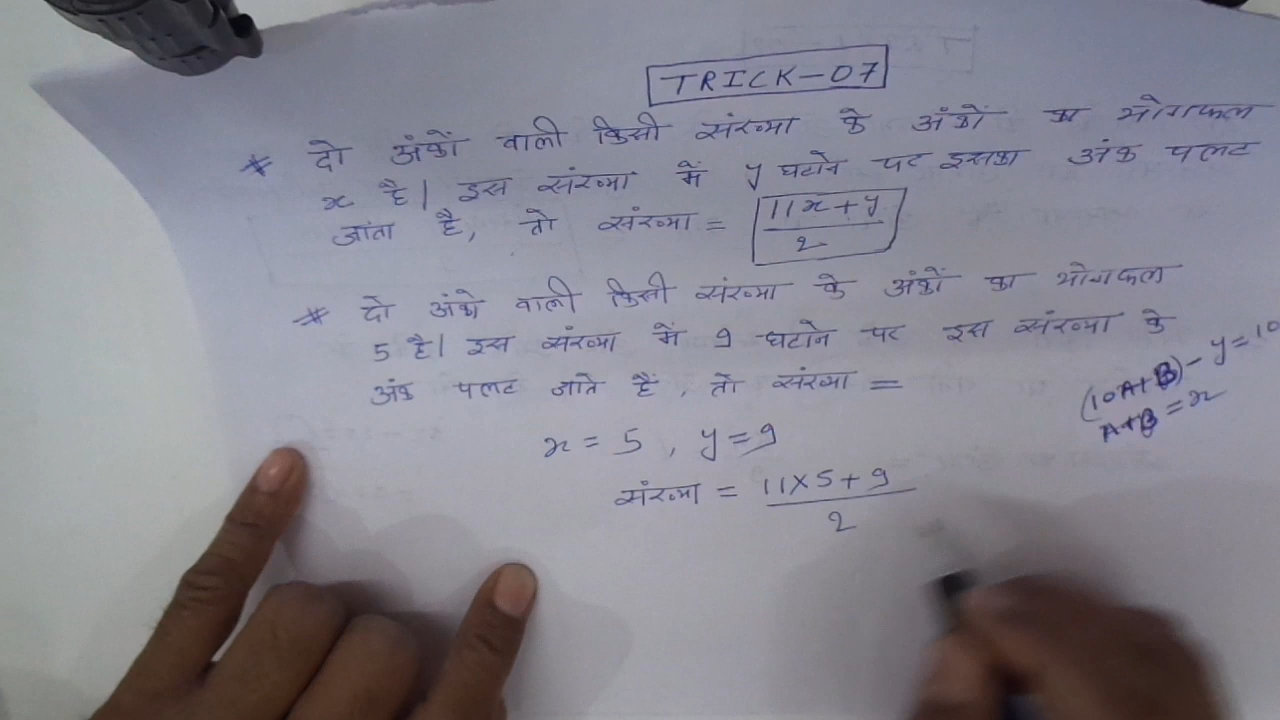 TRICK-07
* दो अंकों वाली किसी संख्या के अंकों का योगफल
x है। इस संख्या में y घटाने पर इसका अंक पलट
जाता है, तो संख्या = 11x+y / 2
* दो अंको वाली किसी संख्या के अंकों का योगफल
5 है। इस संख्या में 9 घटाने पर इस संख्या के
अंक पलट जाते हैं, तो संख्या =
(10A+B)-y=10
A+B=x
x = 5, y=9
संख्या = 11×5+9 / 2